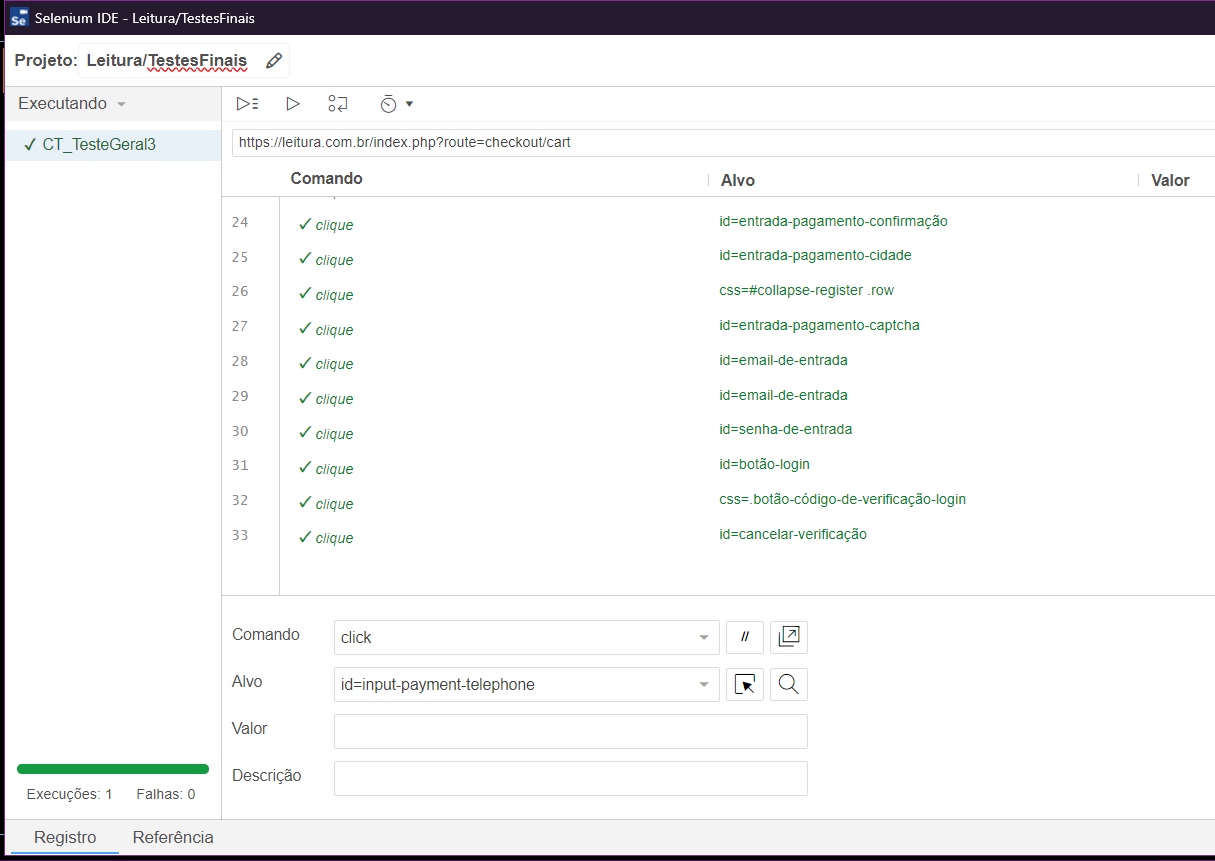 Se Selenium IDE - Leitura/TestesFinais
Projeto: Leitura/TestesFinais
Executando
✓ CT_TesteGeral3
https://leitura.com.br/index.php?route=checkout/cart
Comando Alvo Valor
24 ✓ clique id=entrada-pagamento-confirmação
25 ✓ clique id=entrada-pagamento-cidade
26 ✓ clique css=#collapse-register .row
27 ✓ clique id=entrada-pagamento-captcha
28 ✓ clique id=email-de-entrada
29 ✓ clique id=email-de-entrada
30 ✓ clique id=senha-de-entrada
31 ✓ clique id=botão-login
32 ✓ clique css=.botão-código-de-verificação-login
33 ✓ clique id=cancelar-verificação
Comando click //
Alvo id=input-payment-telephone
Valor
Descrição
Execuções: 1 Falhas: 0
Registro Referência